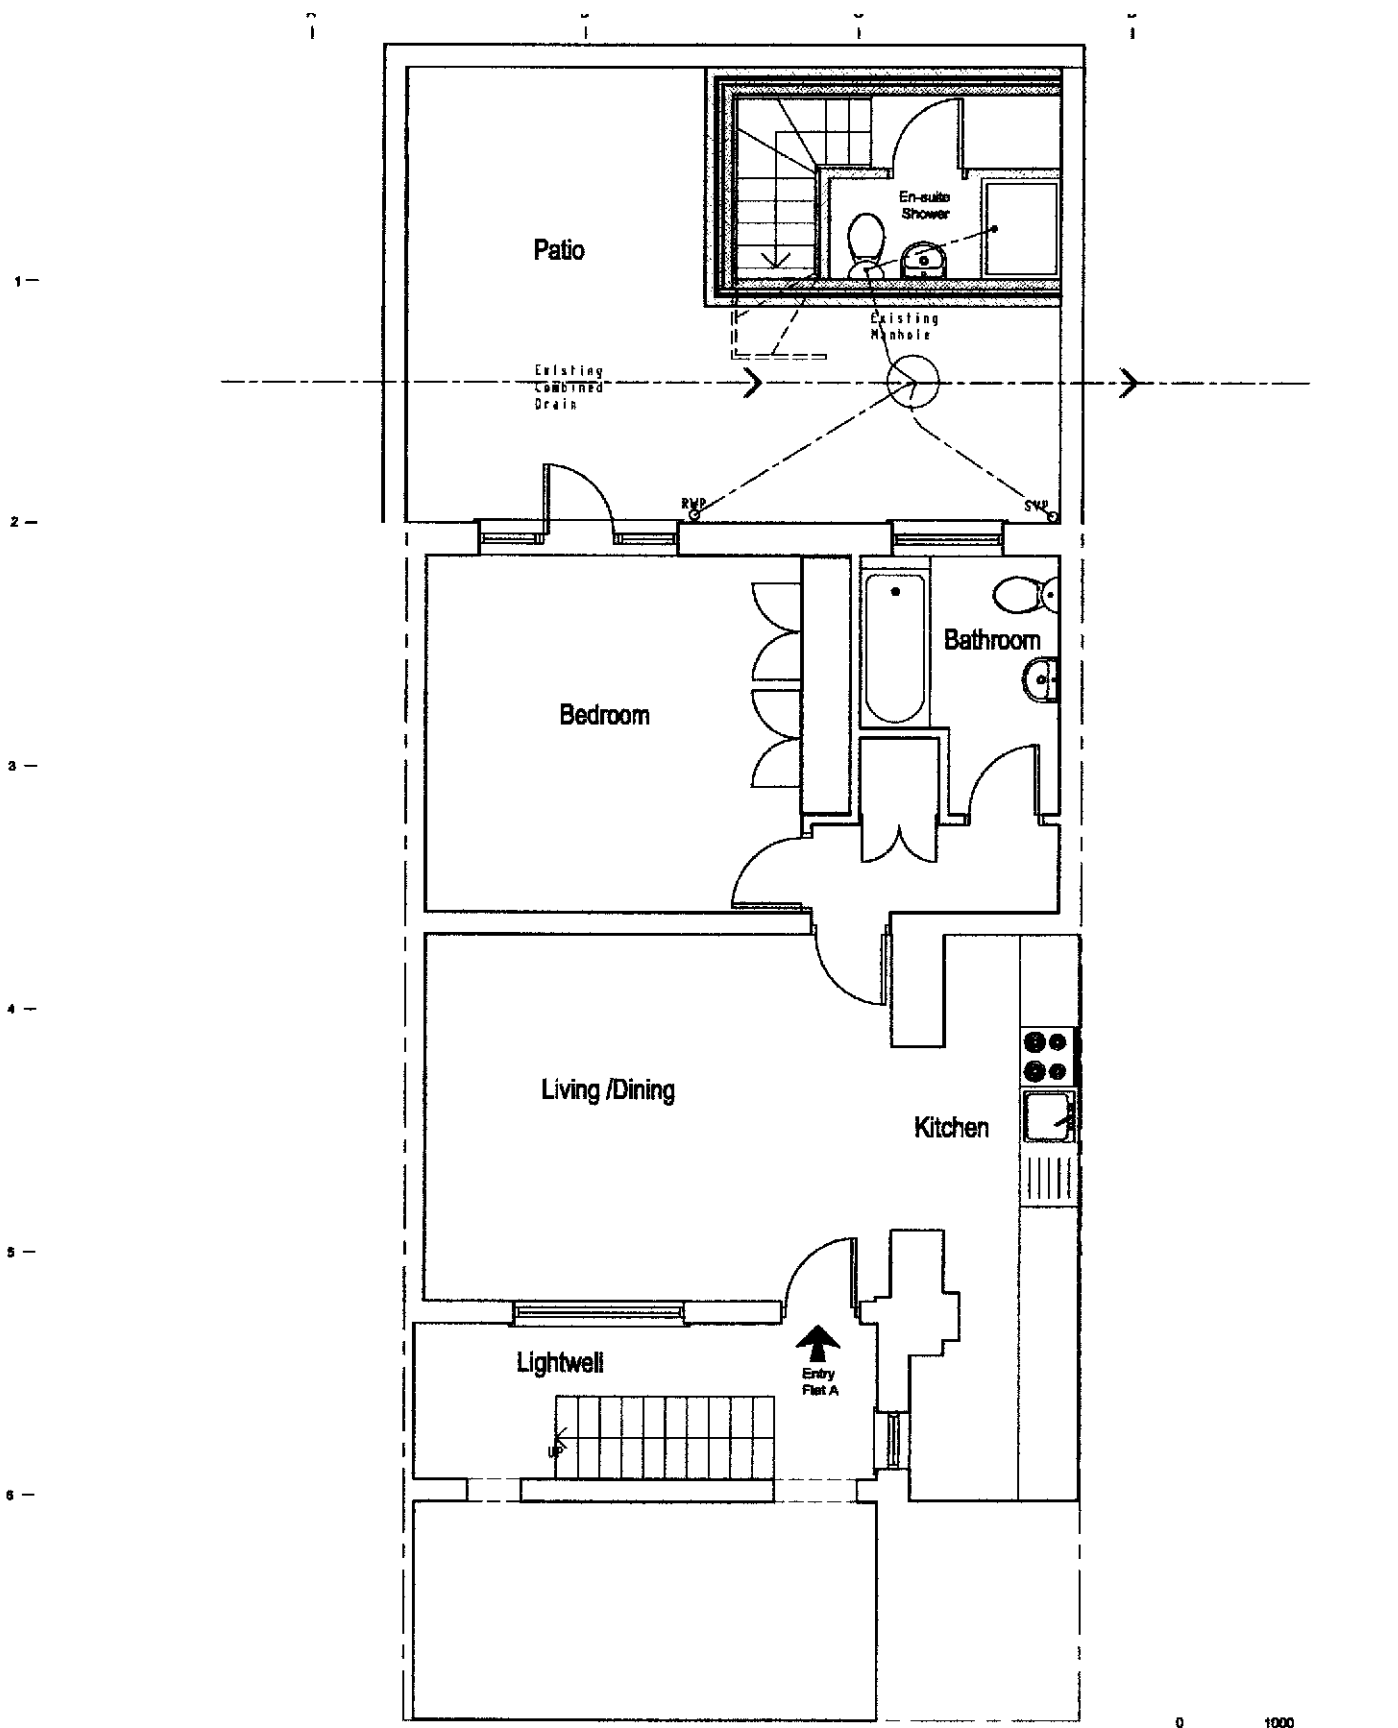 En-suite
Shower
Patio
1
Existing
Manhole
Existing
Combined
Drain
RWP
SVP
2
Bathroom
Bedroom
3
4
Living /Dining
Kitchen
5
Lightwell
Entry
Flat A
UP
6
0 1000